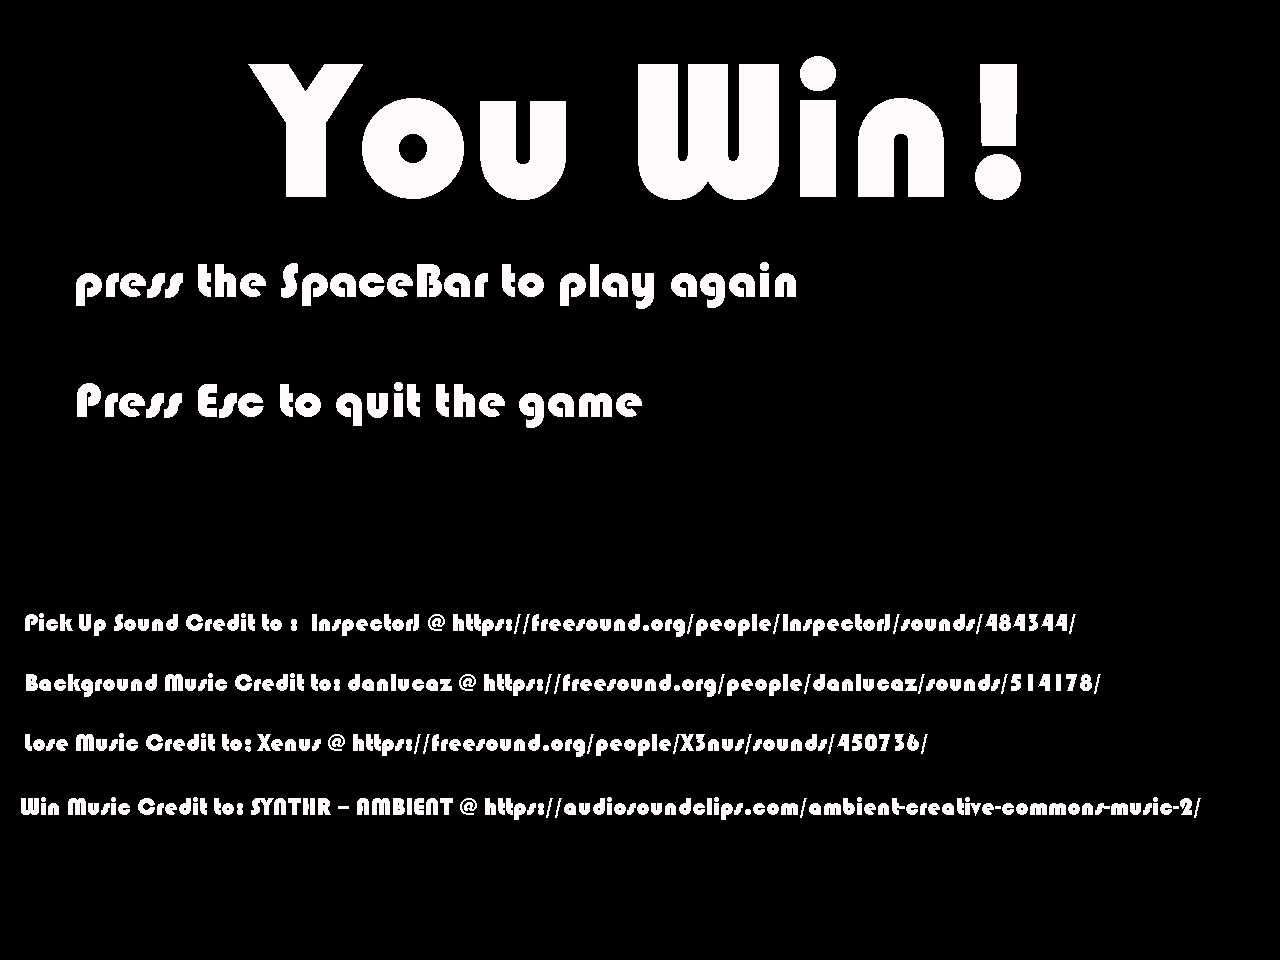 You Win!
press the SpaceBar to play again
Press Esc to quit the game
Pick Up Sound Credit to :  InspectorJ @ https://freesound.org/people/InspectorJ/sounds/484344/
Background Music Credit to: danlucaz @ https://freesound.org/people/danlucaz/sounds/514178/
Lose Music Credit to; Xenus @ https://freesound.org/people/X3nus/sounds/450736/
Win Music Credit to: SYNTHR – AMBIENT @ https://audiosoundclips.com/ambient-creative-commons-music-2/